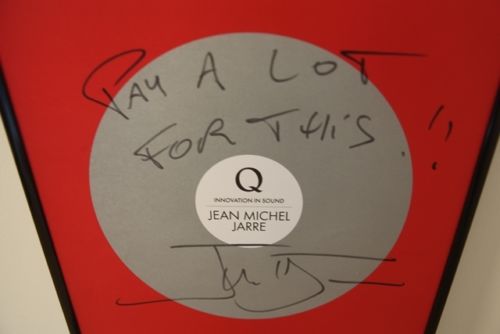 PAY A LOT
FOR THIS.!!
Q
INNOVATION IN SOUND
JEAN MICHEL
JARRE